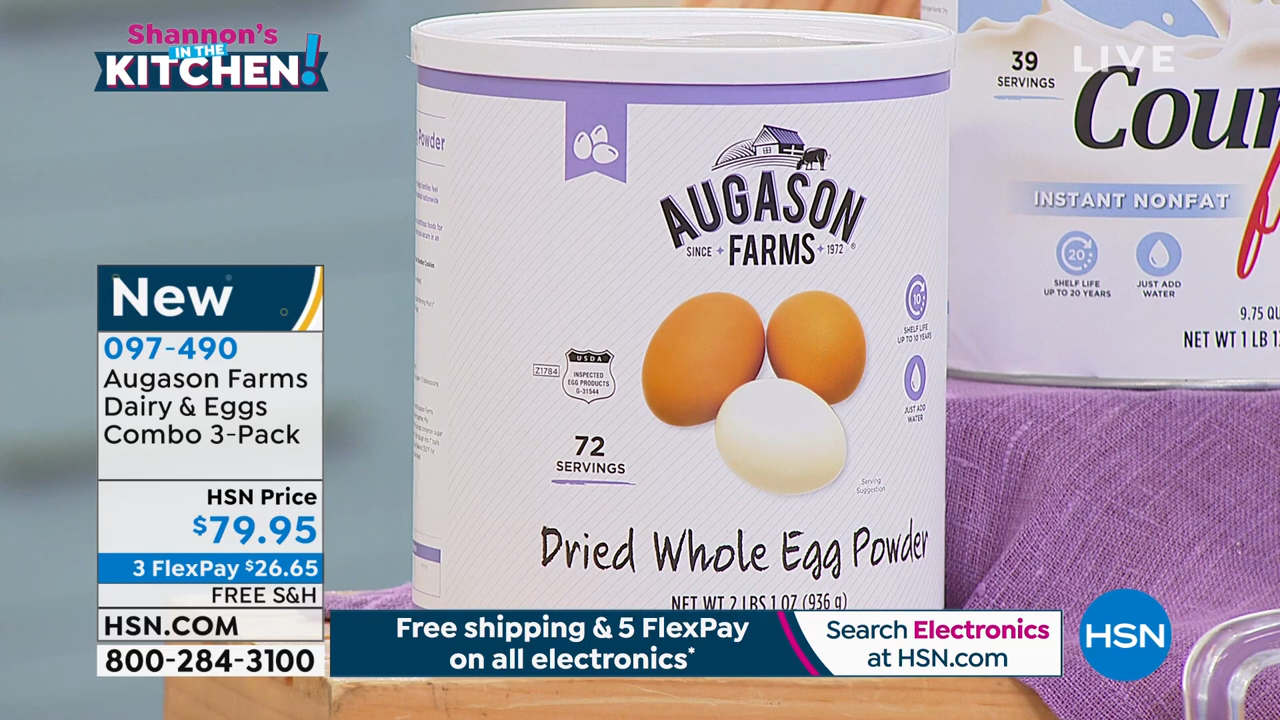 Shannon's
IN THE
KITCHEN!
LIVE
New
097-490
Augason Farms
Dairy & Eggs
Combo 3-Pack
HSN Price
$79.95
3 FlexPay $26.65
FREE S&H
HSN.COM
800-284-3100
Powder
AUGASON
SINCE 1972
FARMS
®
10
SHELF LIFE
UP TO 10 YEARS
JUST ADD
WATER
Z1784
USDA
INSPECTED
EGG PRODUCTS
G-31544
72
SERVINGS
Serving
Suggestion
Dried Whole Egg Powder
NET WT 2 LBS 1 OZ (936 g)
39
SERVINGS
Coun
INSTANT NONFAT
20
SHELF LIFE
UP TO 20 YEARS
JUST ADD
WATER
9.75 QU
NET WT 1 LB 1
Free shipping & 5 FlexPay
on all electronics*
Search Electronics
at HSN.com
HSN